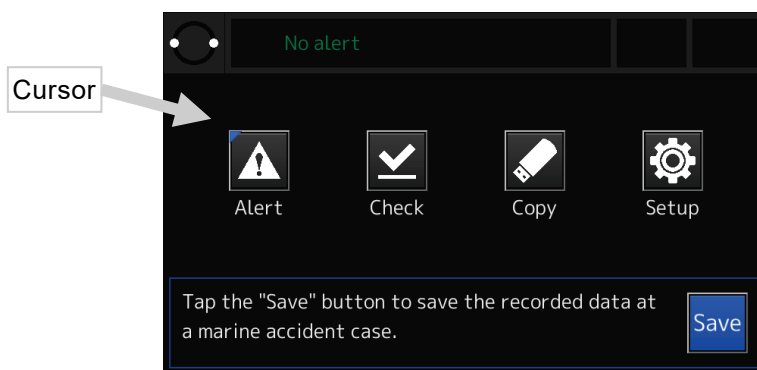 No alert
Cursor
Alert
Check
Copy
Setup
Tap the "Save" button to save the recorded data at
a marine accident case.
Save